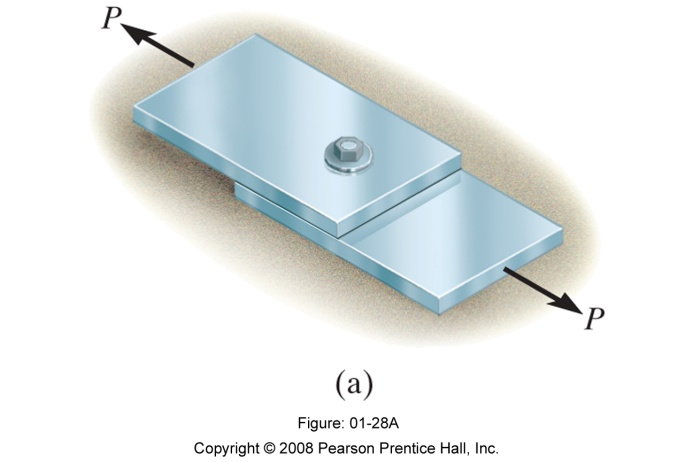 P
P
(a)
Figure: 01-28A
Copyright © 2008 Pearson Prentice Hall, Inc.